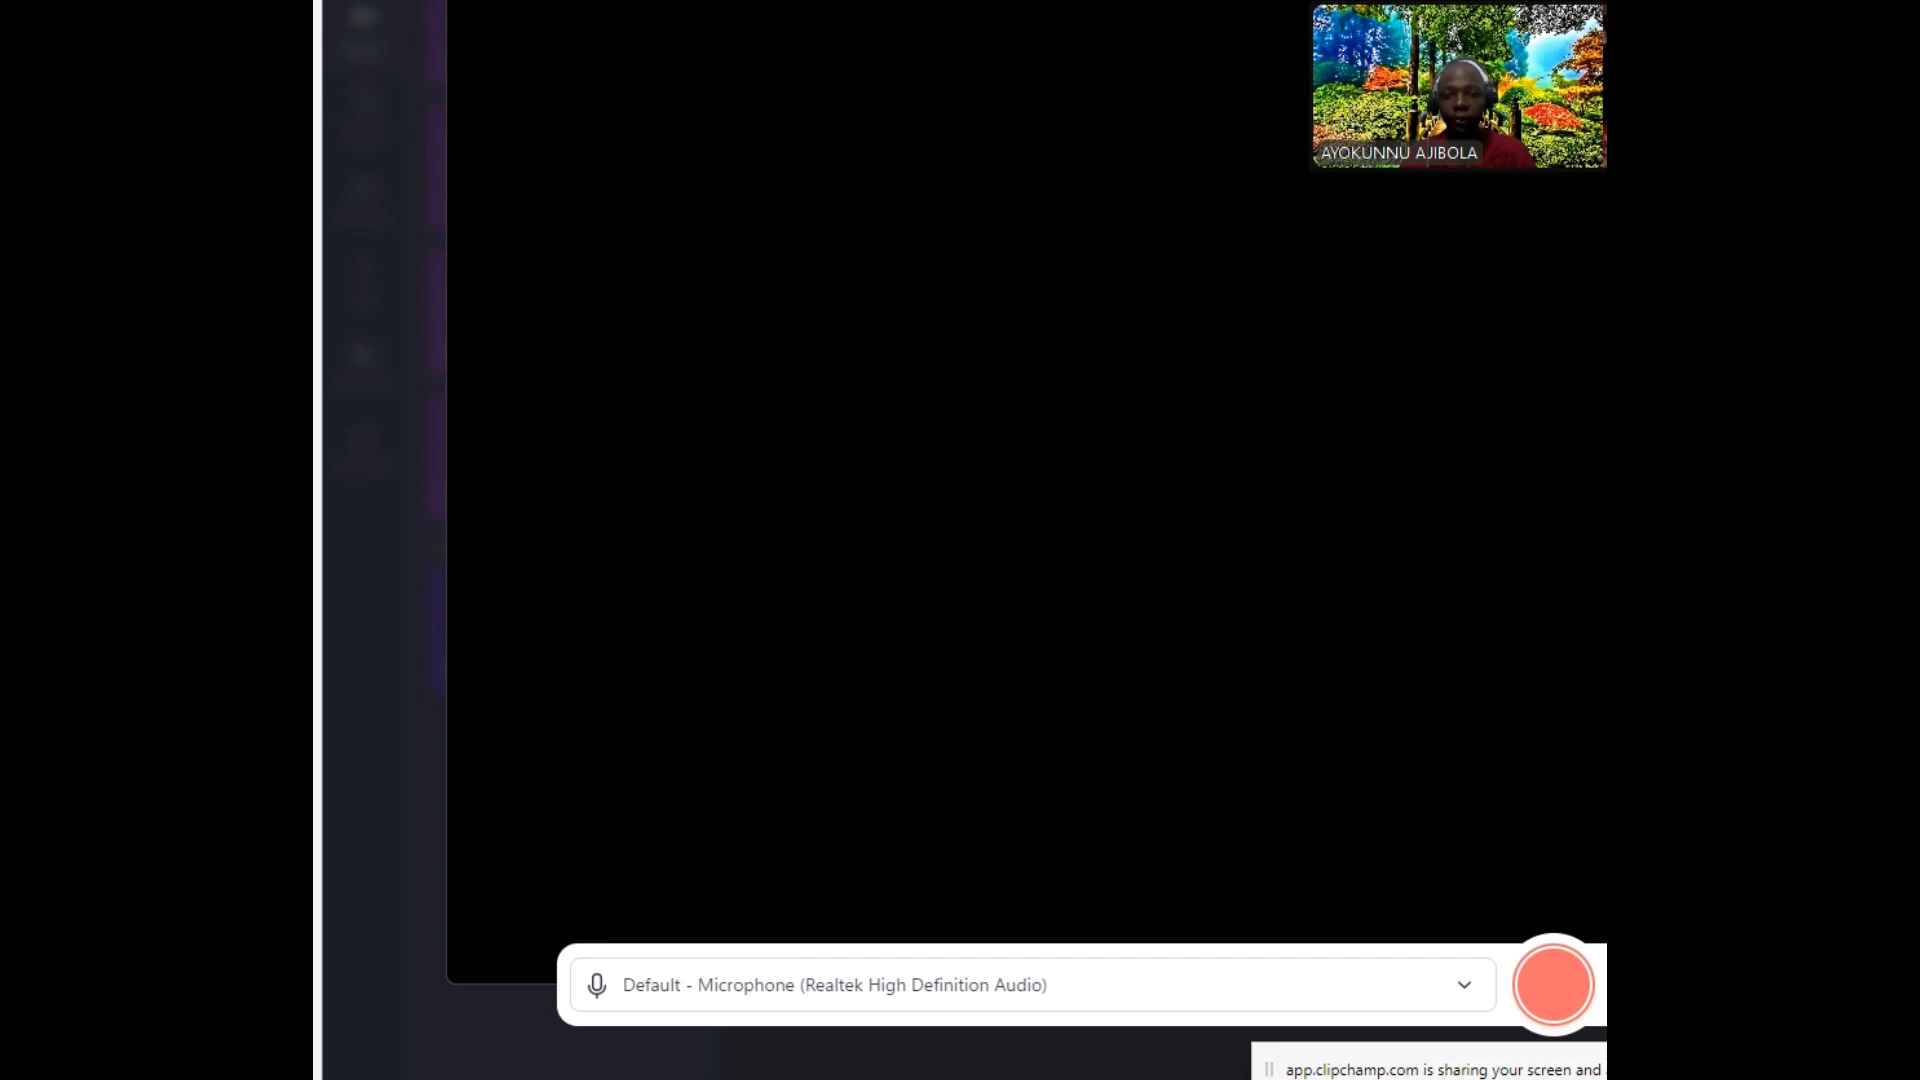 AYOKUNNU AJIBOLA
Default - Microphone (Realtek High Definition Audio)
app.clipchamp.com is sharing your screen and